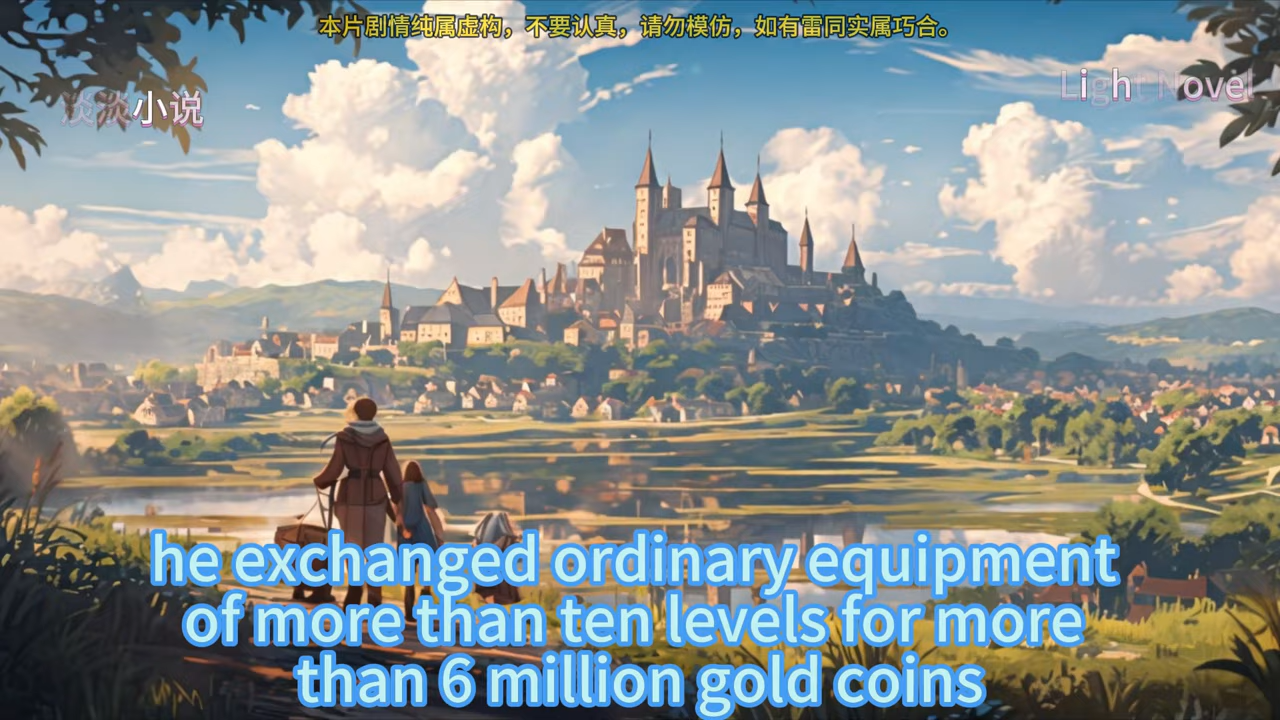 本片剧情纯属虚构，不要认真，请勿模仿，如有雷同实属巧合。
淡淡小说
Light Novel
he exchanged ordinary equipment
of more than ten levels for more
than 6 million gold coins